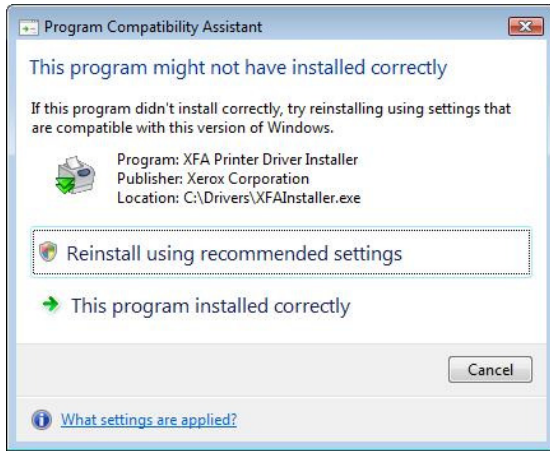 Program Compatibility Assistant
This program might not have installed correctly
If this program didn't install correctly, try reinstalling using settings that
are compatible with this version of Windows.
Program: XFA Printer Driver Installer
Publisher: Xerox Corporation
Location: C:\Drivers\XFAInstaller.exe
Reinstall using recommended settings
This program installed correctly
Cancel
What settings are applied?